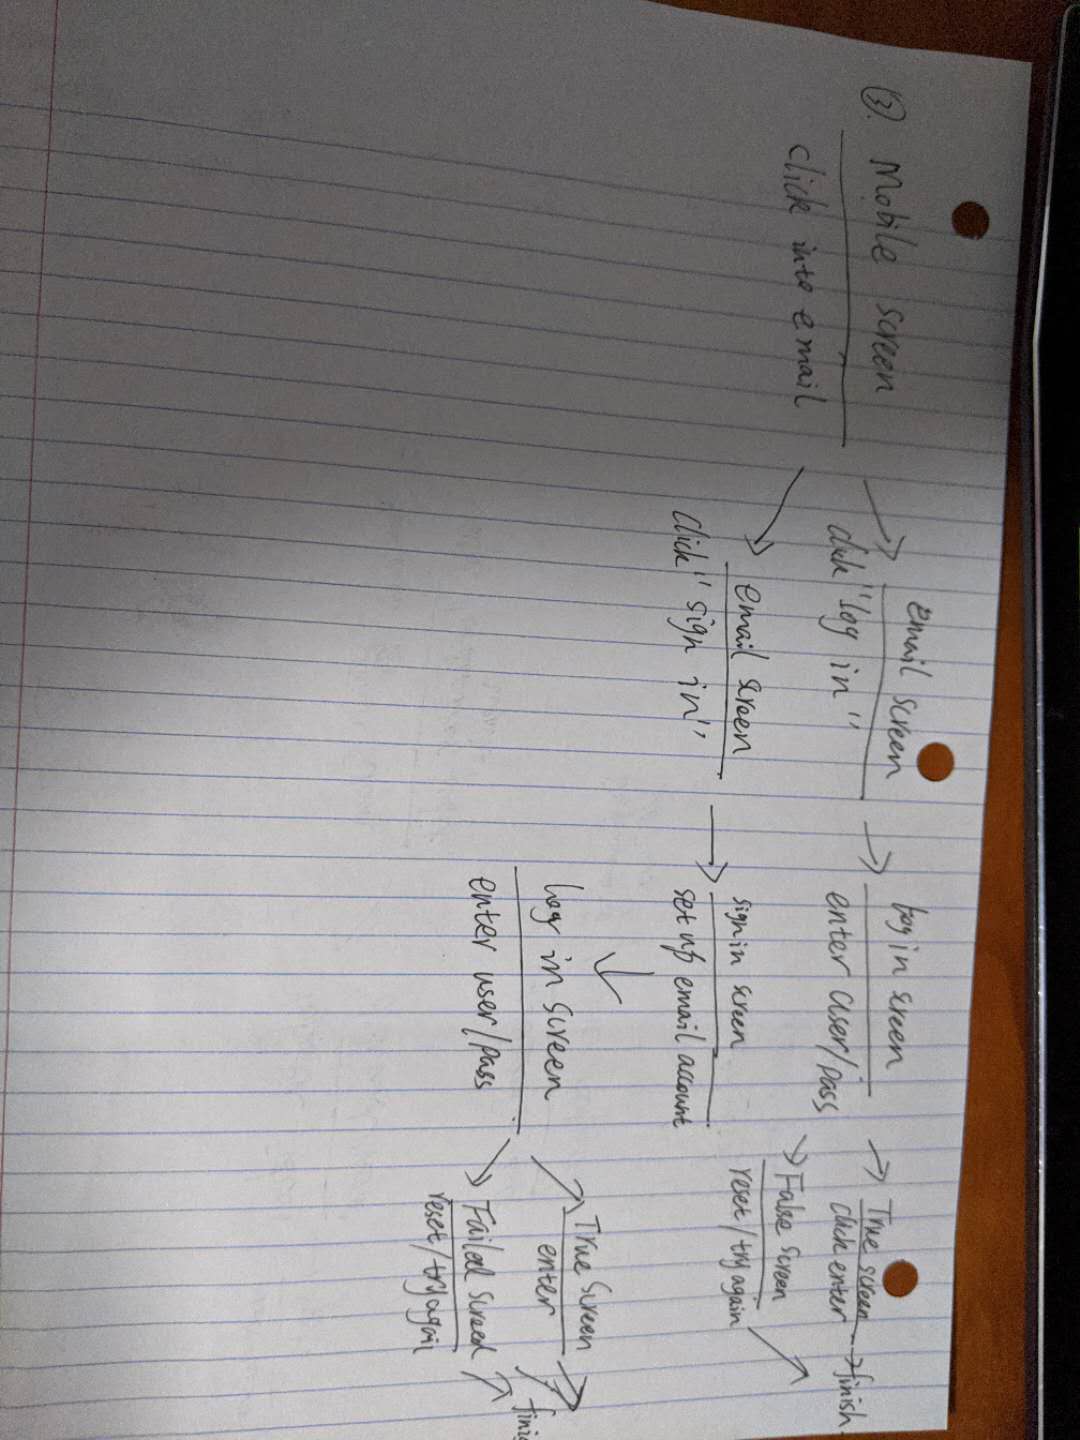 ③. Mobile screen
click into email
email screen
click "log in"
log in screen
enter user/pass
True screen
click enter
finish
False screen
reset/try again
email screen
click "sign in"
sign in screen
set up email account
Log in screen
enter user/pass
True Screen
enter
Failed screen
reset/try again